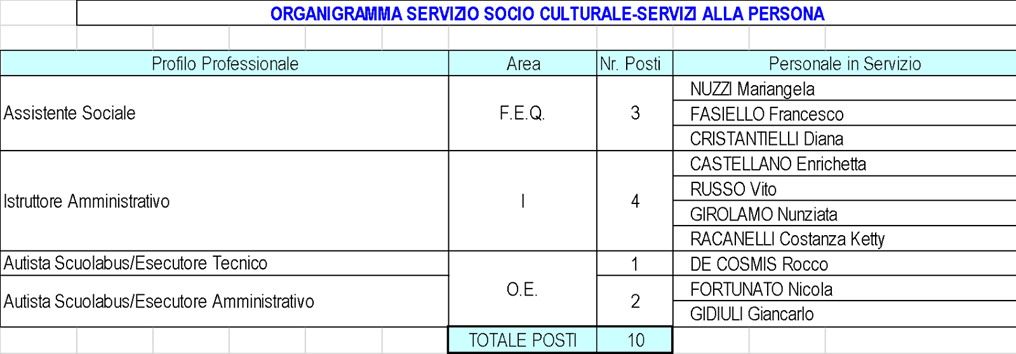 ORGANIGRAMMA SERVIZIO SOCIO CULTURALE-SERVIZI ALLA PERSONA
Profilo Professionale Area Nr. Posti Personale in Servizio
Assistente Sociale F.E.Q. 3 NUZZI Mariangela
FASIELLO Francesco
CRISTANTIELLI Diana
Istruttore Amministrativo I 4 CASTELLANO Enrichetta
RUSSO Vito
GIROLAMO Nunziata
RACANELLI Costanza Ketty
Autista Scuolabus/Esecutore Tecnico O.E. 1 DE COSMIS Rocco
Autista Scuolabus/Esecutore Amministrativo 2 FORTUNATO Nicola
GIDIULI Giancarlo
TOTALE POSTI 10